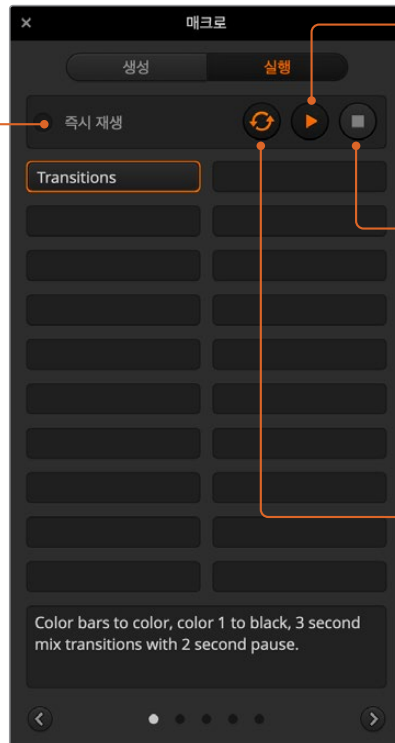 매크로
생성 실행
즉시 재생
Transitions
Color bars to color, color 1 to black, 3 second
mix transitions with 2 second pause.